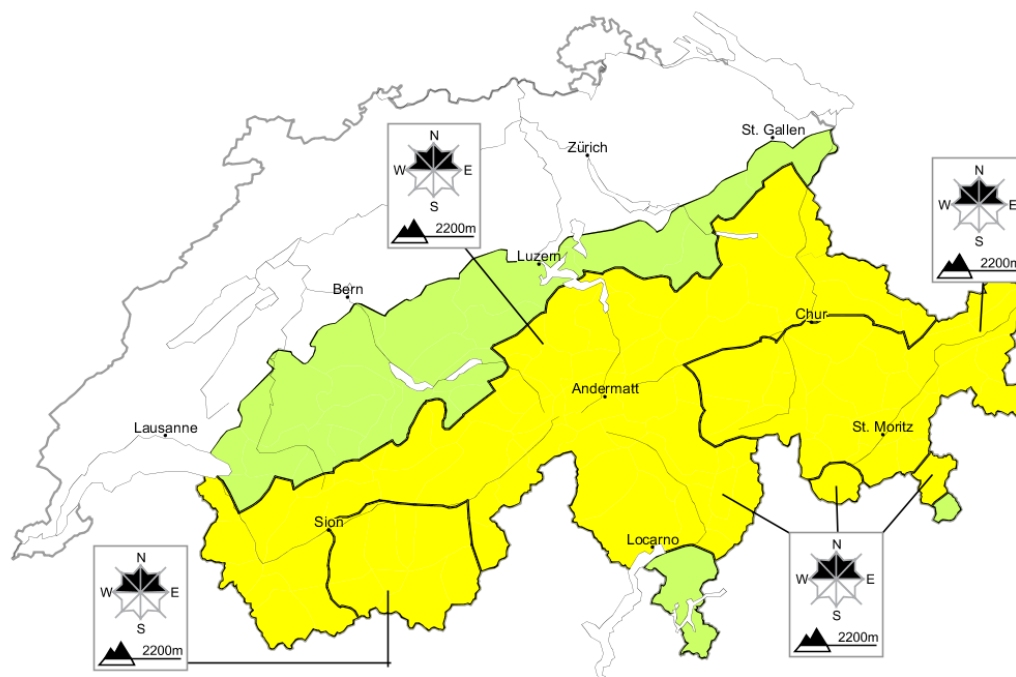 St. Gallen
N
Zürich
W E
S
2200m
N
W E
S
2200m
Luzern
Bern
Chur
Andermatt
Lausanne
St. Moritz
Sion
Locarno
N
W E
S
2200m
N
W E
S
2200m